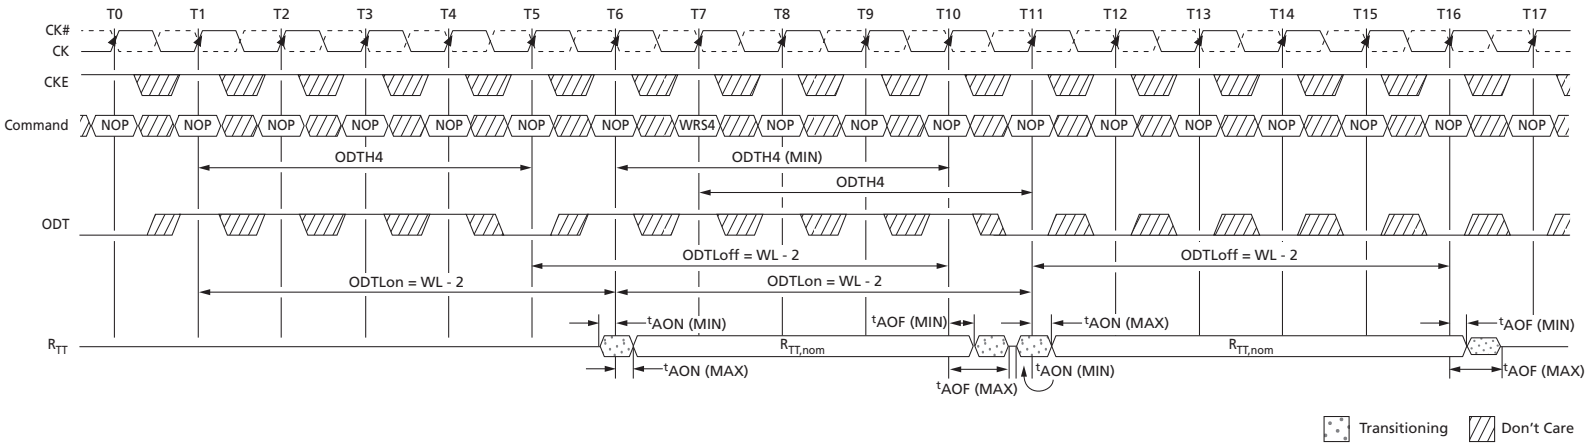 T0 T1 T2 T3 T4 T5 T6 T7 T8 T9 T10 T11 T12 T13 T14 T15 T16 T17
CK#
CK
CKE
Command NOP NOP NOP NOP NOP NOP NOP WRS4 NOP NOP NOP NOP NOP NOP NOP NOP NOP NOP
ODTH4 ODTH4 (MIN)
ODTH4
ODT
ODTLoff = WL - 2 ODTLoff = WL - 2
ODTLon = WL - 2 ODTLon = WL - 2
tAON (MIN) tAOF (MIN) tAON (MAX) tAOF (MIN)
RTT RTT,nom RTT,nom
tAON (MAX) tAON (MIN) tAOF (MAX)
tAOF (MAX)
Transitioning Don't Care